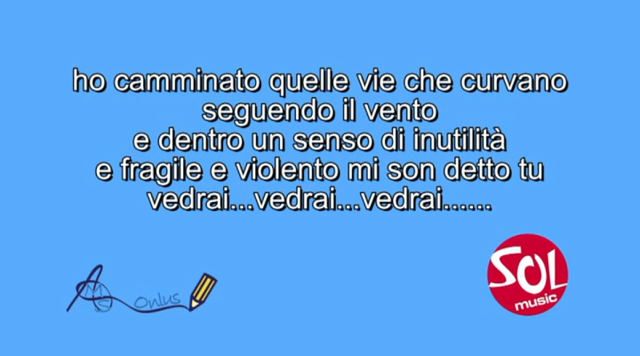 ho camminato quelle vie che curvano
seguendo il vento
e dentro un senso di inutilità
e fragile e violento mi son detto tu
vedrai...vedrai...vedrai......
onlus
SOL
music